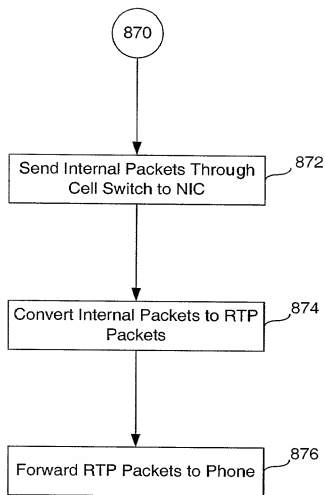 870
Send Internal Packets Through
Cell Switch to NIC
872
Convert Internal Packets to RTP
Packets
874
Forward RTP Packets to Phone
876